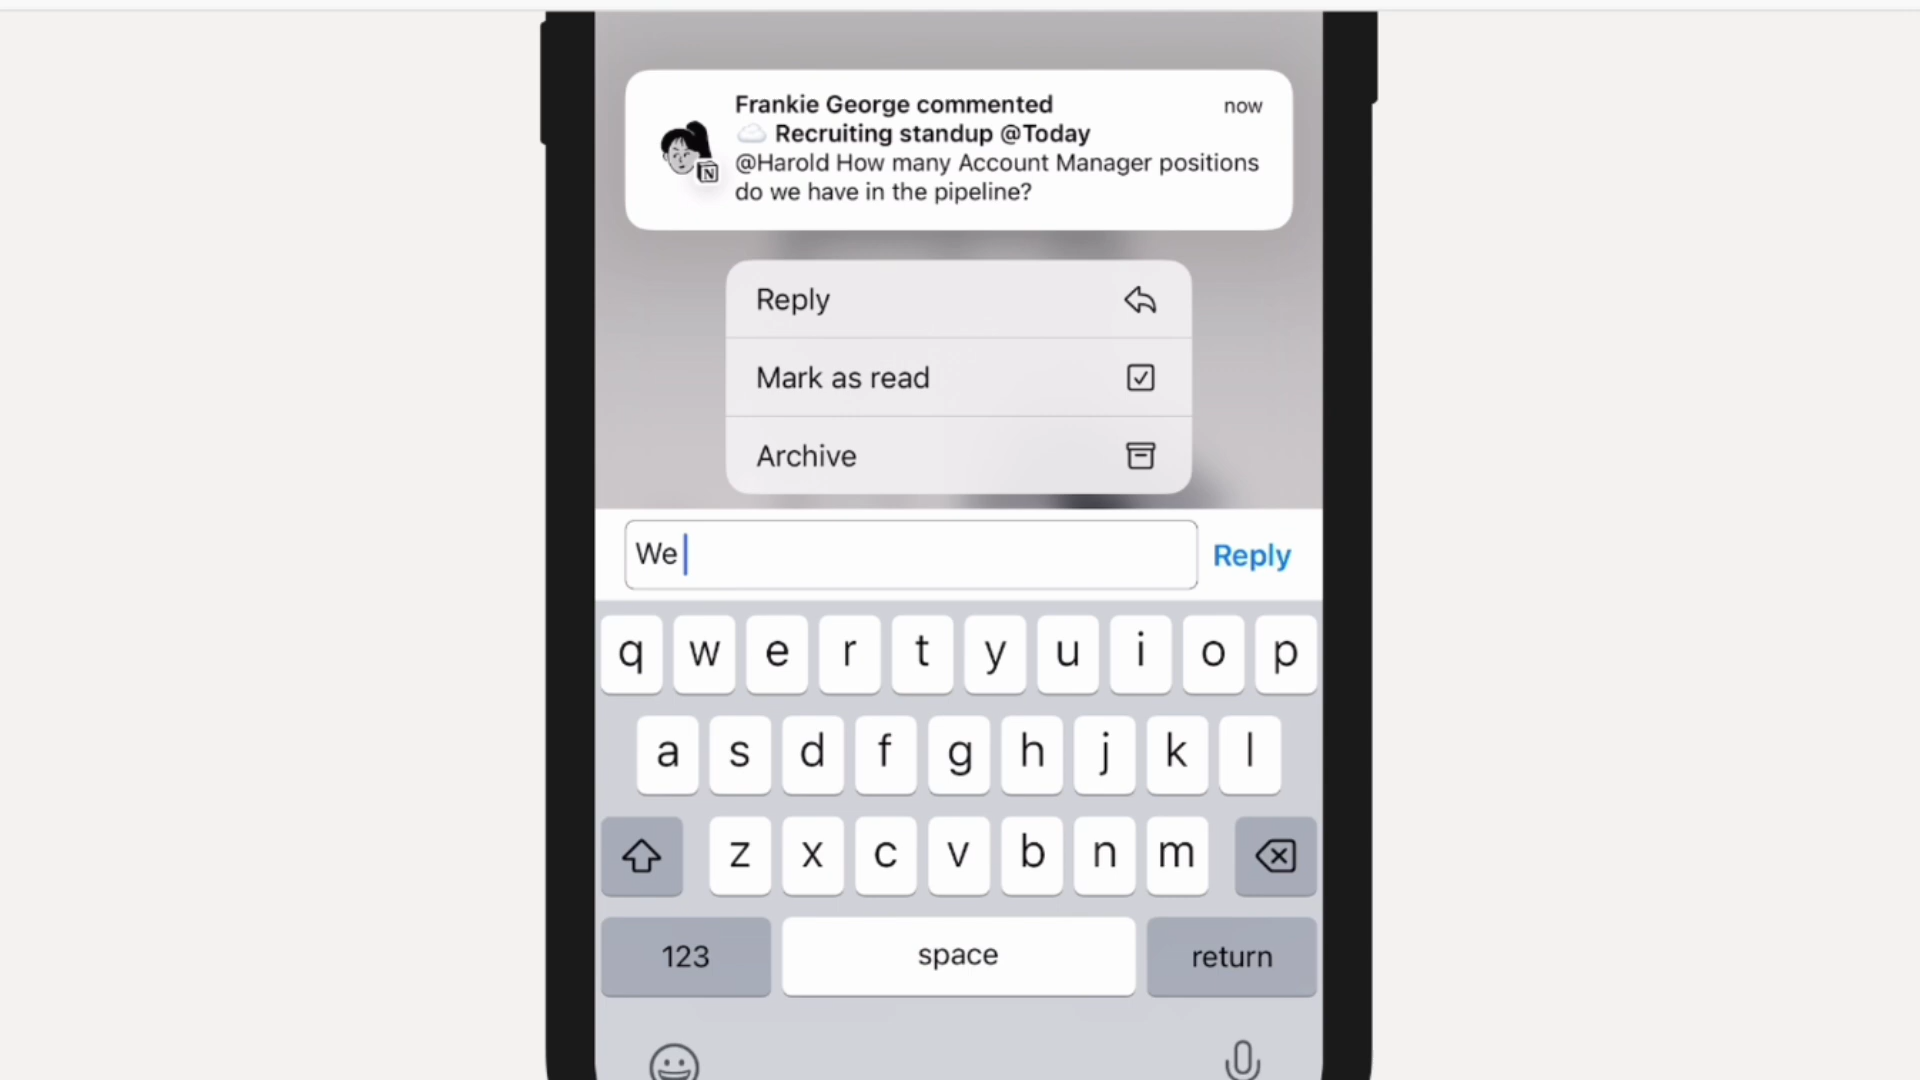 Frankie George commented
now
Recruiting standup @Today
@Harold How many Account Manager positions
do we have in the pipeline?
N
Reply
Mark as read
Archive
We
Reply
q w e r t y u i o p
a s d f g h j k l
z x c v b n m
123 space return